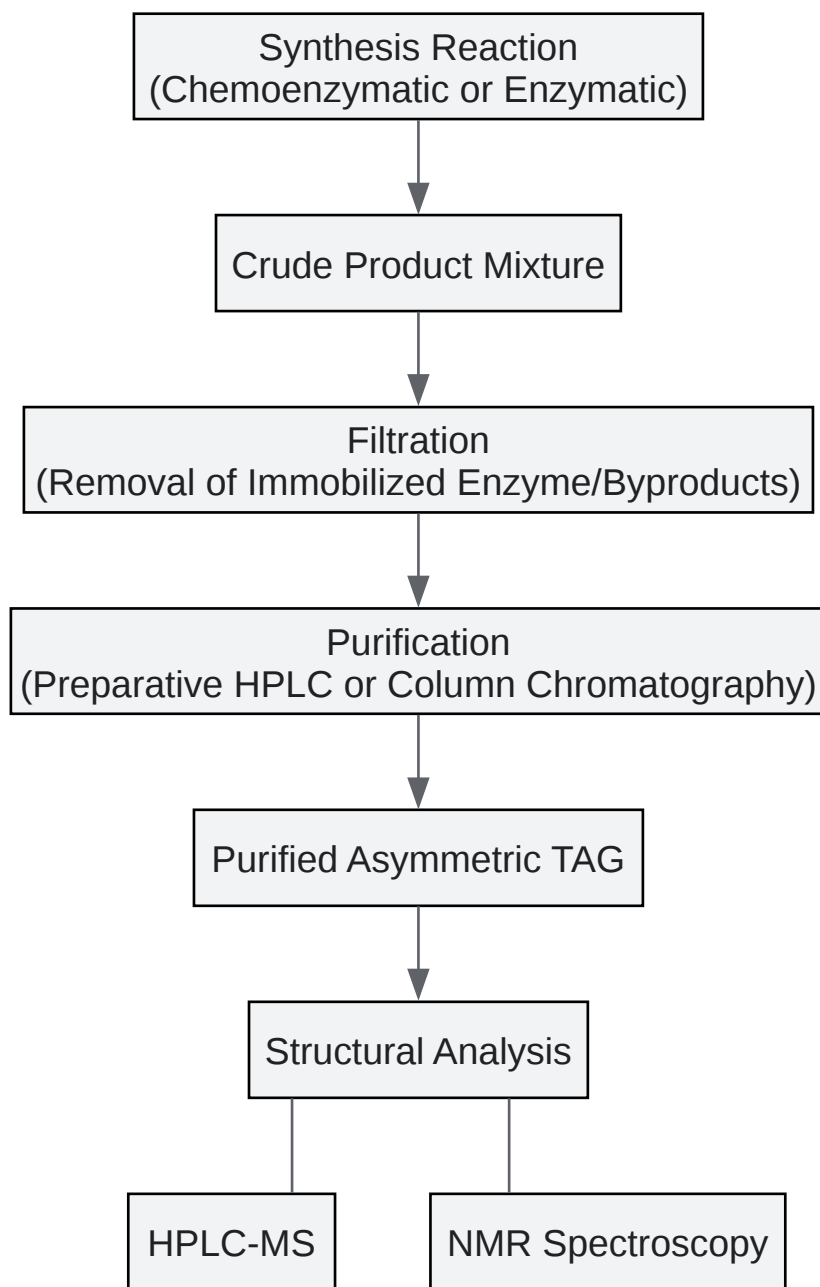 Synthesis Reaction
(Chemoenzymatic or Enzymatic)
Crude Product Mixture
Filtration
(Removal of Immobilized Enzyme/Byproducts)
Purification
(Preparative HPLC or Column Chromatography)
Purified Asymmetric TAG
Structural Analysis
HPLC-MS
NMR Spectroscopy